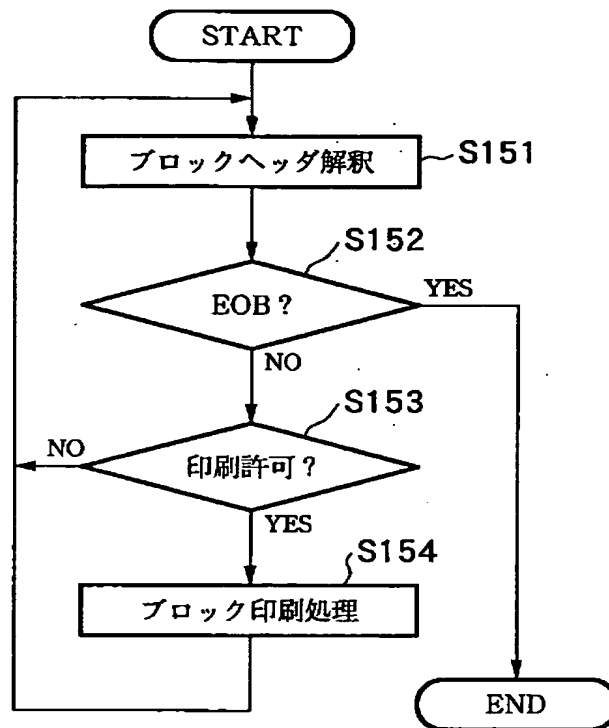 START
ブロックヘッダ解釈
S151
S152
EOB?
YES
NO
S153
NO
印刷許可?
YES
S154
ブロック印刷処理
END